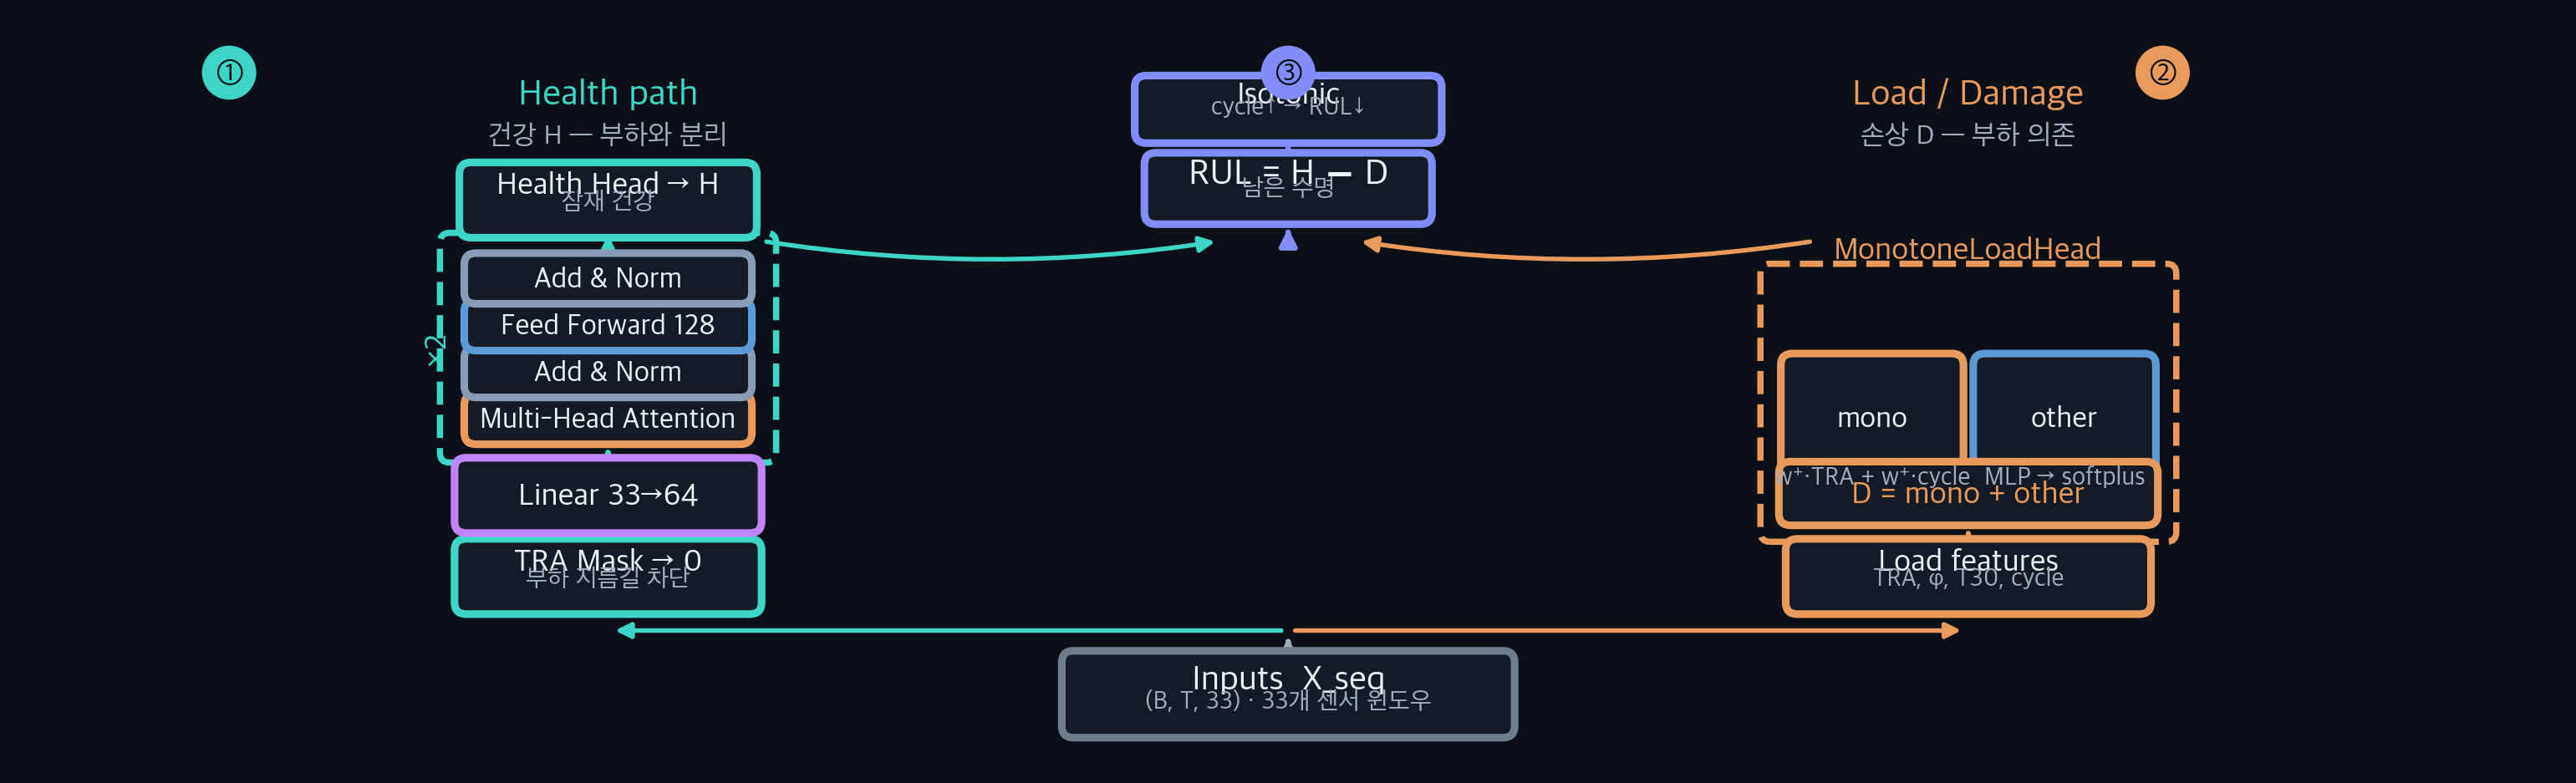 ①
Health path
건강 H — 부하와 분리
Health Head → H
잠재 건강
Add & Norm
Feed Forward 128
Add & Norm
Multi-Head Attention
×2
Linear 33→64
TRA Mask → 0
부하 지름길 차단
③
Isotonic
cycle↑ → RUL↓
RUL = H − D
남은 수명
②
Load / Damage
손상 D — 부하 의존
MonotoneLoadHead
mono
other
w⁺·TRA + w⁺·cycle
MLP → softplus
D = mono + other
Load features
TRA, φ, T30, cycle
Inputs X_seq
(B, T, 33) · 33개 센서 윈도우